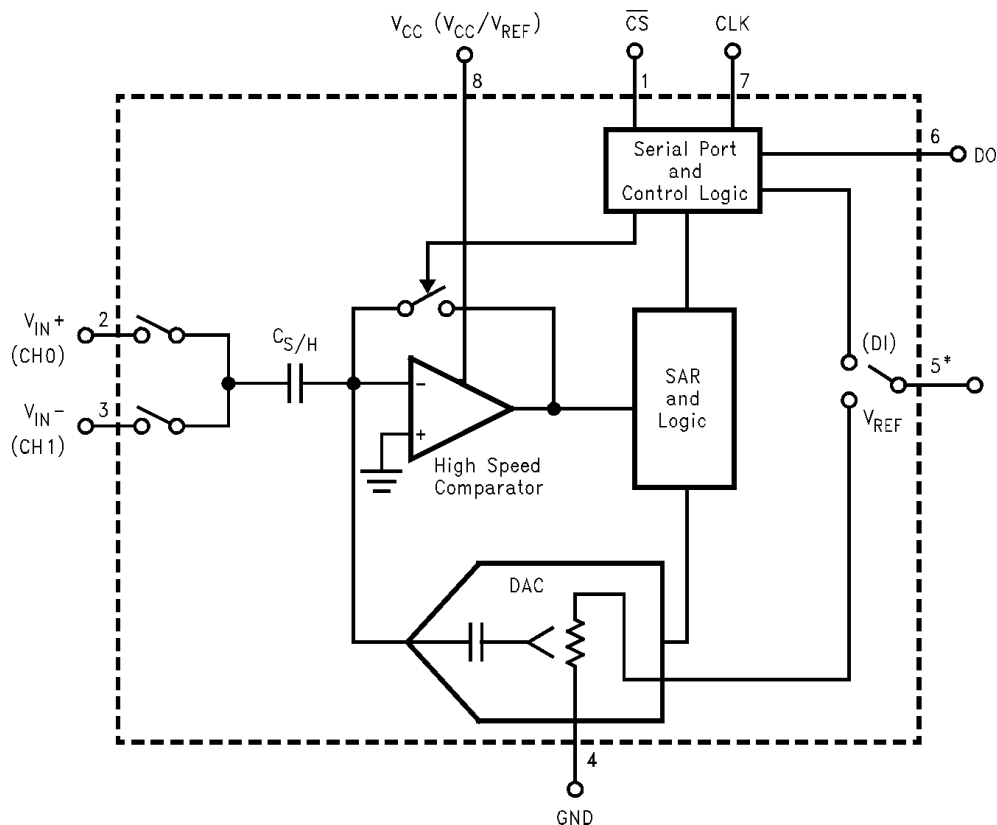 V_CC (V_CC/V_REF)
C̅S̅
CLK
8
1
7
6
DO
Serial Port
and
Control Logic
V_IN+
(CH0)
2
C_S/H
V_IN−
(CH1)
3
−
+
High Speed
Comparator
SAR
and
Logic
(DI)
5*
V_REF
DAC
4
GND